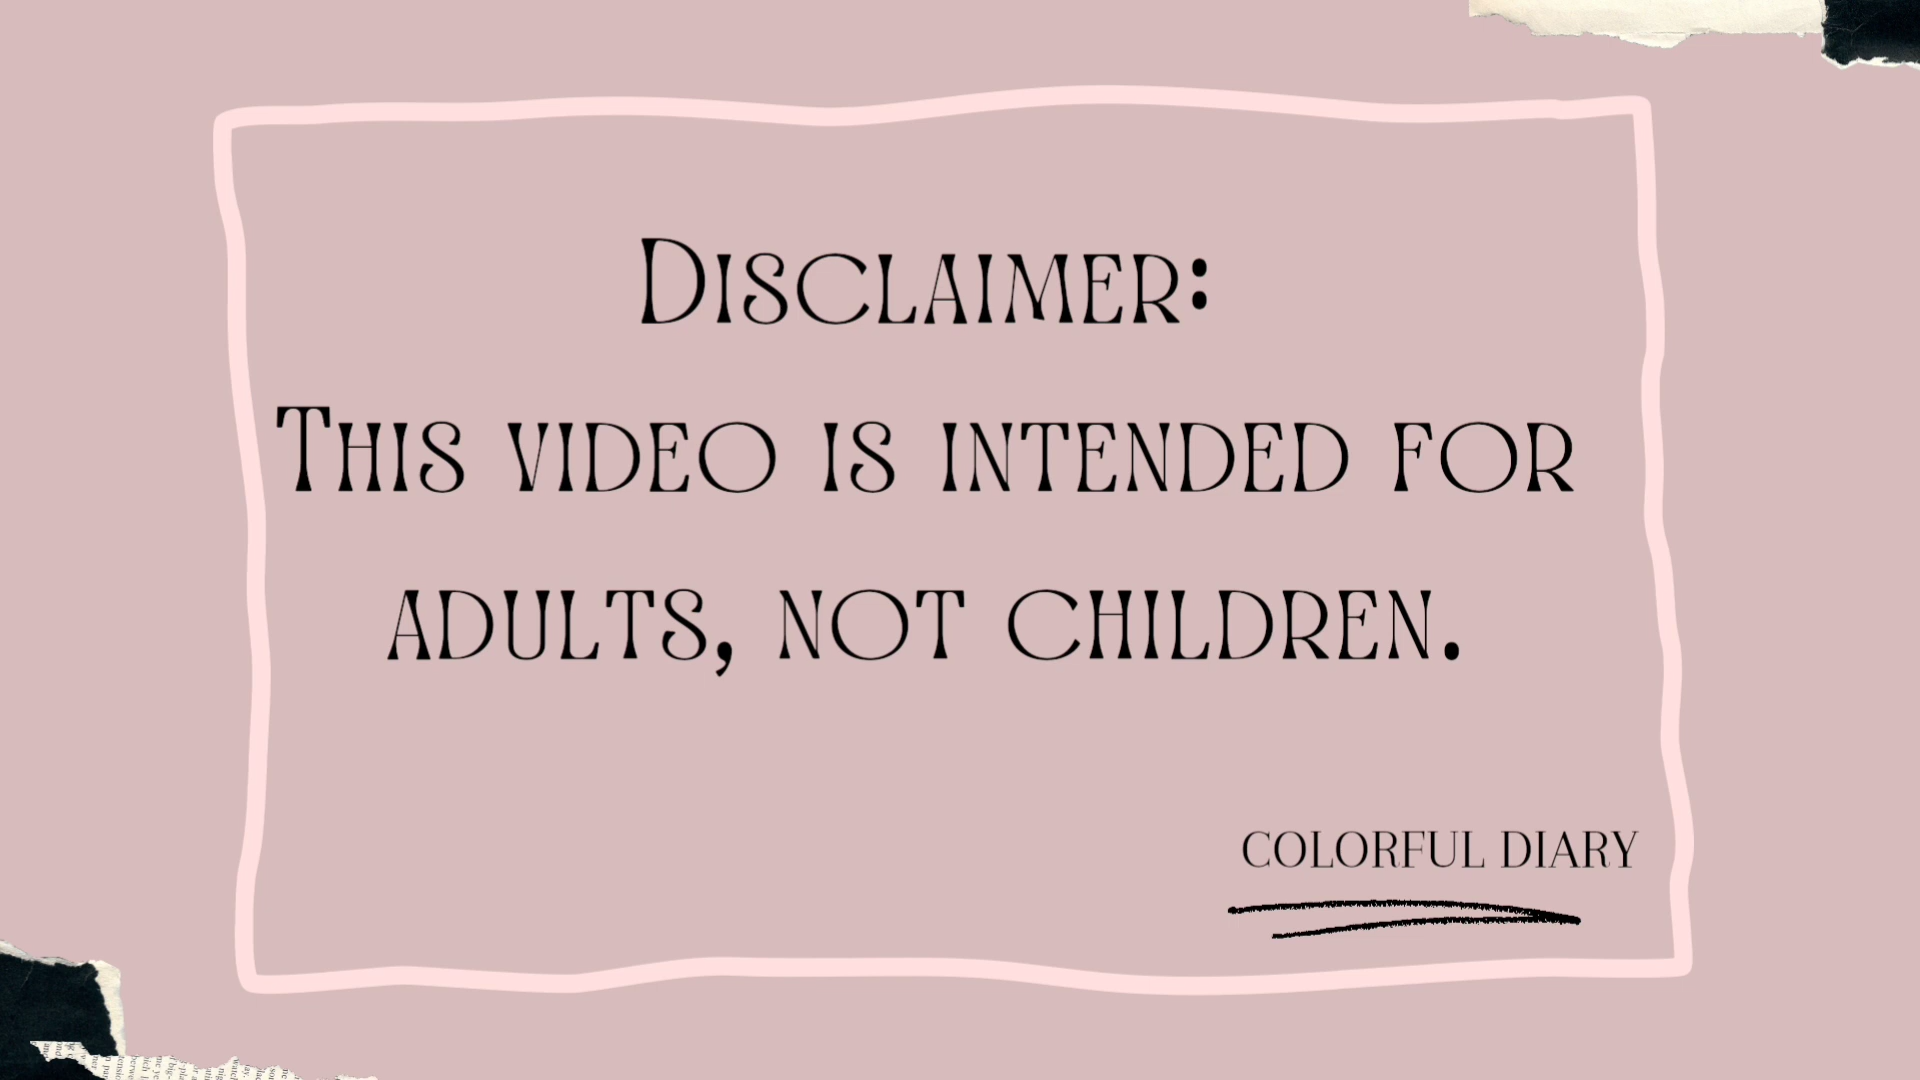 Disclaimer:
This video is intended for
adults, not children.
COLORFUL DIARY